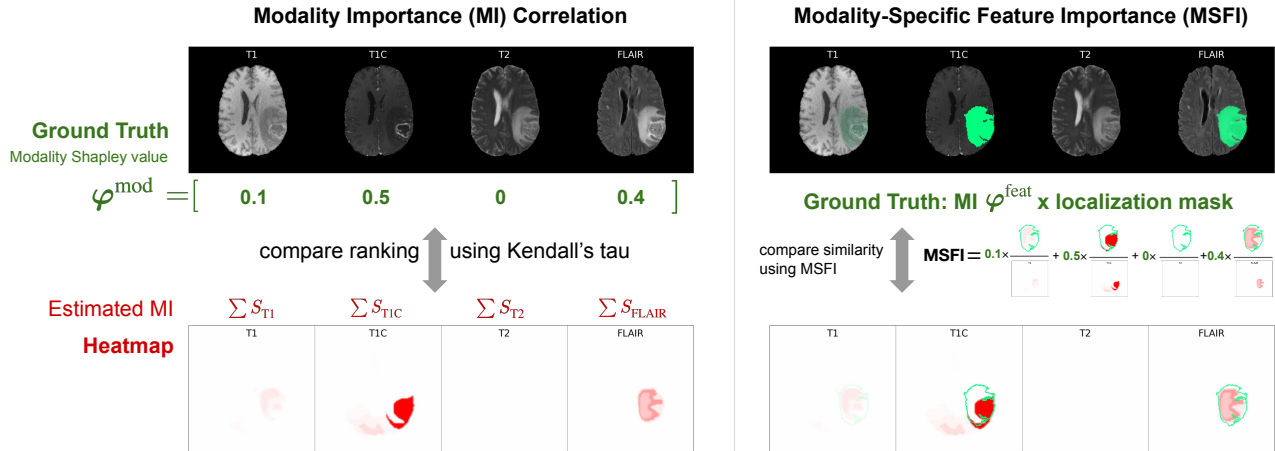 Modality Importance (MI) Correlation
T1 T1C T2 FLAIR
Ground Truth
Modality Shapley value
φ^mod = [ 0.1 0.5 0 0.4 ]
compare ranking using Kendall's tau
Estimated MI ∑ S_T1 ∑ S_T1C ∑ S_T2 ∑ S_FLAIR
Heatmap
T1 T1C T2 FLAIR
Modality-Specific Feature Importance (MSFI)
T1 T1C T2 FLAIR
Ground Truth: MI φ^feat x localization mask
compare similarity
using MSFI
MSFI = 0.1× + 0.5× + 0× +0.4×
T1 T1C T2 FLAIR